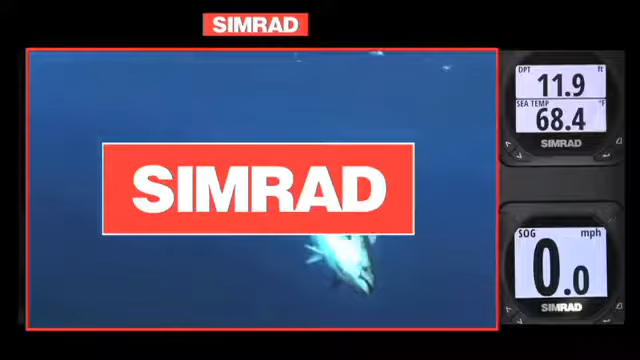 SIMRAD
SIMRAD
DPT ft
11.9
SEA TEMP °F
68.4
SIMRAD
SOG mph
0.0
SIMRAD